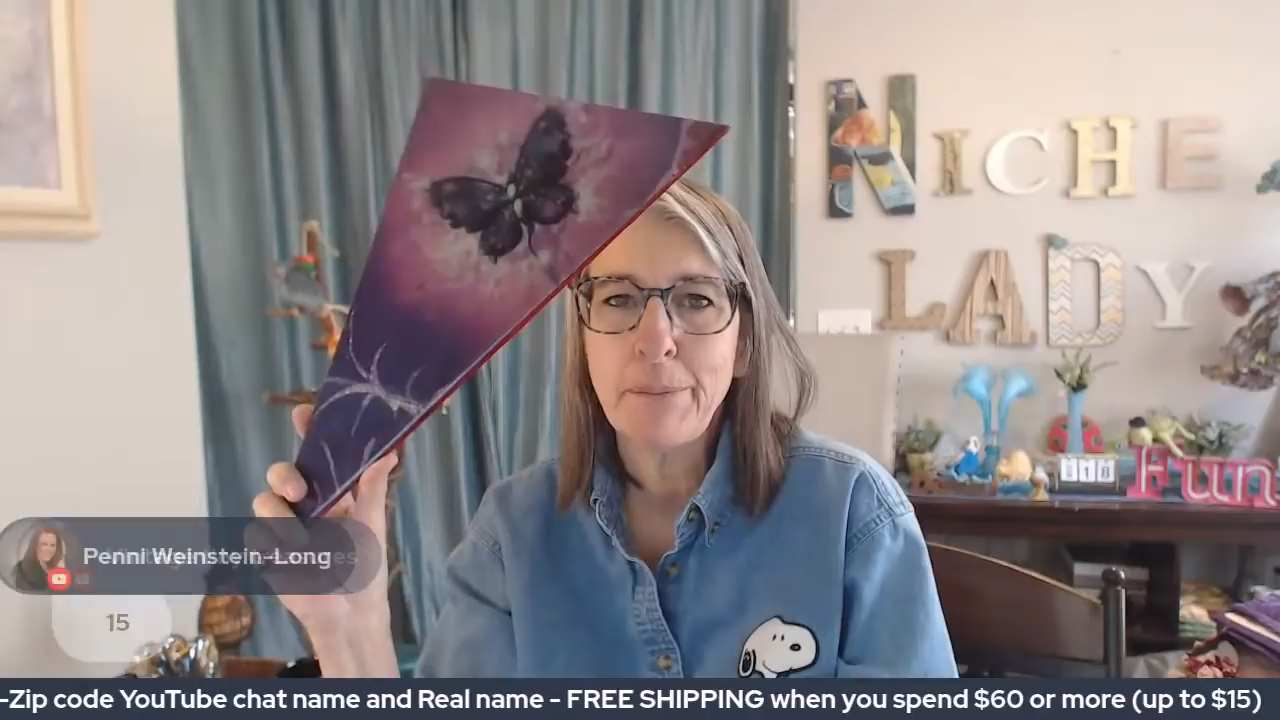 NICHE
LADY
Fun
Penni Weinstein-Long
15
-Zip code YouTube chat name and Real name - FREE SHIPPING when you spend $60 or more (up to $15)